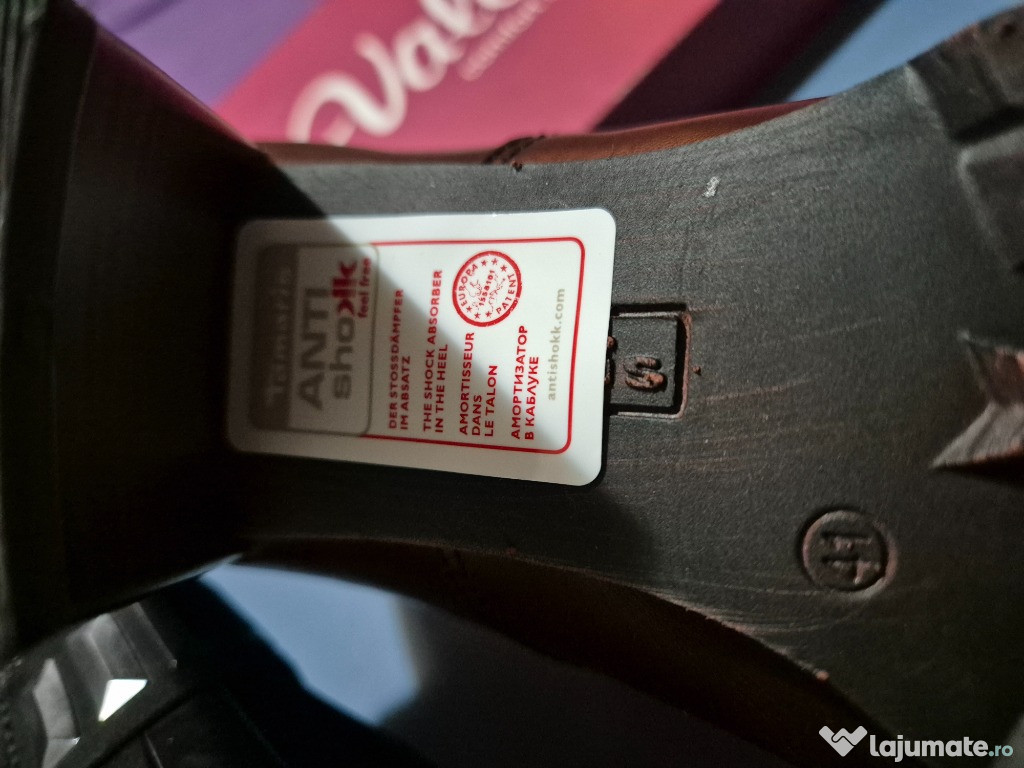 Tamaris
ANTI
shokk
feel free
DER STOSSDÄMPFER
IM ABSATZ
THE SHOCK ABSORBER
IN THE HEEL
AMORTISSEUR
DANS
LE TALON
АМОРТИЗАТОР
В КАБЛУКЕ
EUROPA
1558101
PATENT
antishokk.com
lajumate.ro